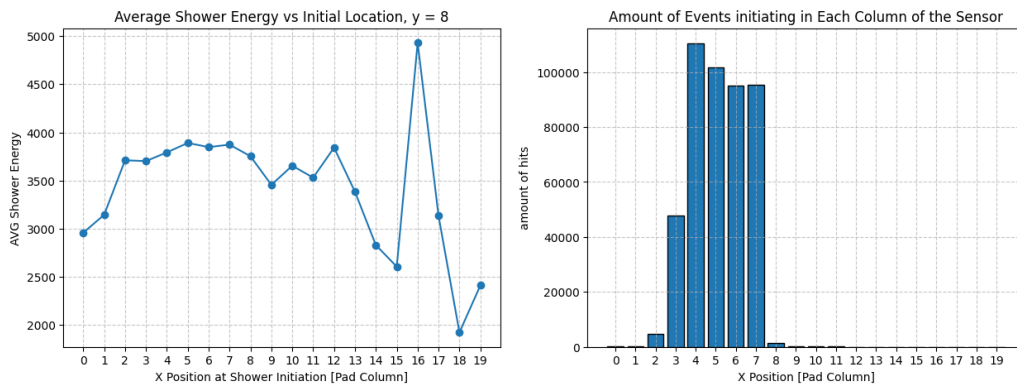 Average Shower Energy vs Initial Location, y = 8
AVG Shower Energy
5000
4500
4000
3500
3000
2500
2000
0 1 2 3 4 5 6 7 8 9 10 11 12 13 14 15 16 17 18 19
X Position at Shower Initiation [Pad Column]
Amount of Events initiating in Each Column of the Sensor
amount of hits
100000
80000
60000
40000
20000
0
0 1 2 3 4 5 6 7 8 9 10 11 12 13 14 15 16 17 18 19
X Position [Pad Column]